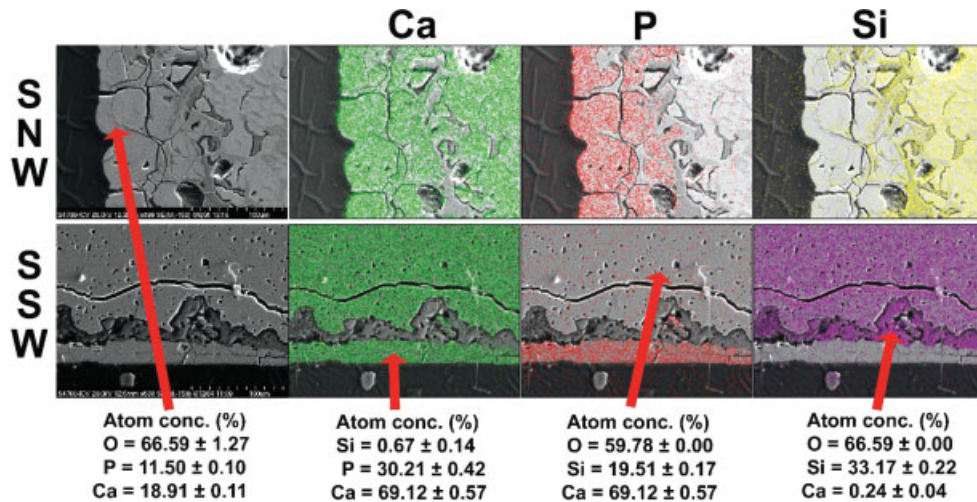 Ca P Si
SNW
SSW
Atom conc. (%)
O = 66.59 ± 1.27
P = 11.50 ± 0.10
Ca = 18.91 ± 0.11
Atom conc. (%)
Si = 0.67 ± 0.14
P = 30.21 ± 0.42
Ca = 69.12 ± 0.57
Atom conc. (%)
O = 59.78 ± 0.00
Si = 19.51 ± 0.17
Ca = 69.12 ± 0.57
Atom conc. (%)
O = 66.59 ± 0.00
Si = 33.17 ± 0.22
Ca = 0.24 ± 0.04